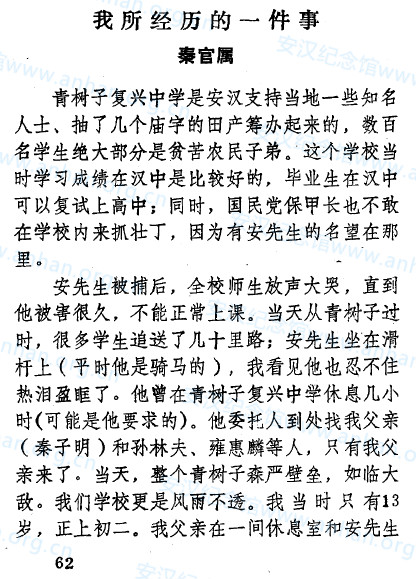 我所经历的一件事
秦官属
青树子复兴中学是安汉支持当地一些知名
人士、抽了几个庙字的田产筹办起来的，数百
名学生绝大部分是贫苦农民子弟。这个学校当
时学习成绩在汉中是比较好的，毕业生在汉中
可以复试上高中；同时，国民党保甲长也不敢
在学校内来抓壮丁，因为有安先生的名望在那
里。
安先生被捕后，全校师生放声大哭，直到
他被害很久，不能正常上课。当天从青树子过
时，很多学生追送了几十里路；安先生坐在滑
杆上（平时他是骑马的），我看见他也忍不住
热泪盈眶了。他曾在青树子复兴中学休息几小
时(可能是他要求的)。他委托人到处找我父亲
（秦子明）和孙林夫、雍惠麟等人，只有我父
亲来了。当天，整个青树子森严壁垒，如临大
敌。我们学校更是风雨不透。我当时只有13
岁，正上初二。我父亲在一间休息室和安先生
62
安汉纪念馆www.anhan.org.cn